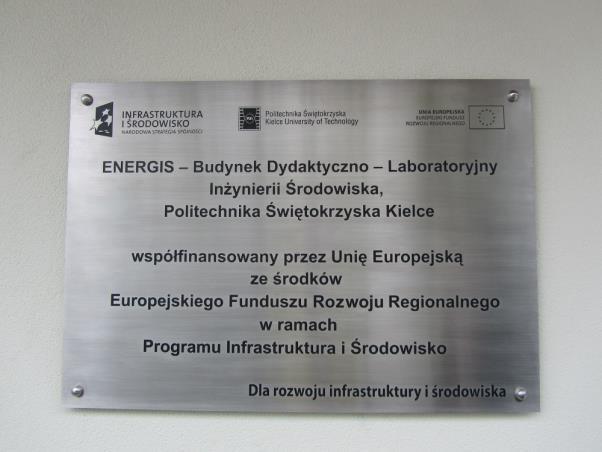 INFRASTRUKTURA
I ŚRODOWISKO
NARODOWA STRATEGIA SPÓJNOŚCI
Politechnika Świętokrzyska
Kielce University of Technology
UNIA EUROPEJSKA
EUROPEJSKI FUNDUSZ
ROZWOJU REGIONALNEGO
ENERGIS – Budynek Dydaktyczno – Laboratoryjny
Inżynierii Środowiska,
Politechnika Świętokrzyska Kielce
współfinansowany przez Unię Europejską
ze środków
Europejskiego Funduszu Rozwoju Regionalnego
w ramach
Programu Infrastruktura i Środowisko
Dla rozwoju infrastruktury i środowiska